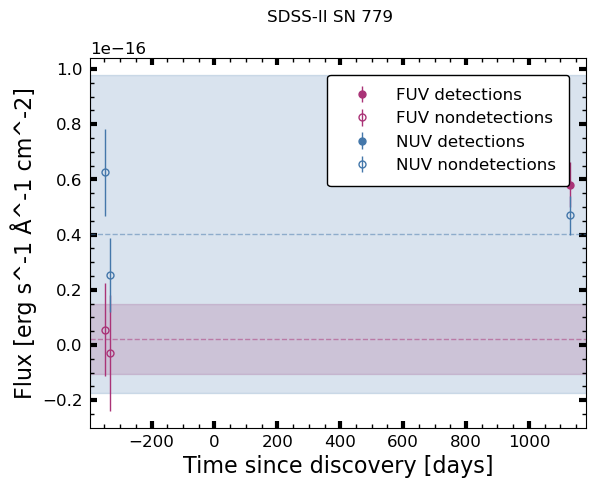 SDSS-II SN 779
1e−16
1.0
0.8
0.6
0.4
0.2
0.0
−0.2
Flux [erg s^-1 Å^-1 cm^-2]
FUV detections
FUV nondetections
NUV detections
NUV nondetections
−200 0 200 400 600 800 1000
Time since discovery [days]